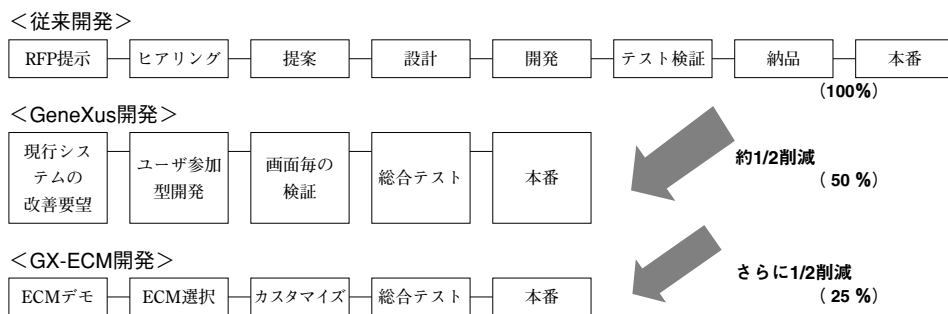 ＜従来開発＞
RFP提示 ヒアリング 提案 設計 開発 テスト検証 納品 本番
（100％）
＜GeneXus開発＞
現行シス
テムの
改善要望
ユーザ参加
型開発
画面毎の
検証
総合テスト
本番
約1/2削減
（ 50 ％）
＜GX-ECM開発＞
ECMデモ ECM選択 カスタマイズ 総合テスト 本番
さらに1/2削減
（ 25 ％）